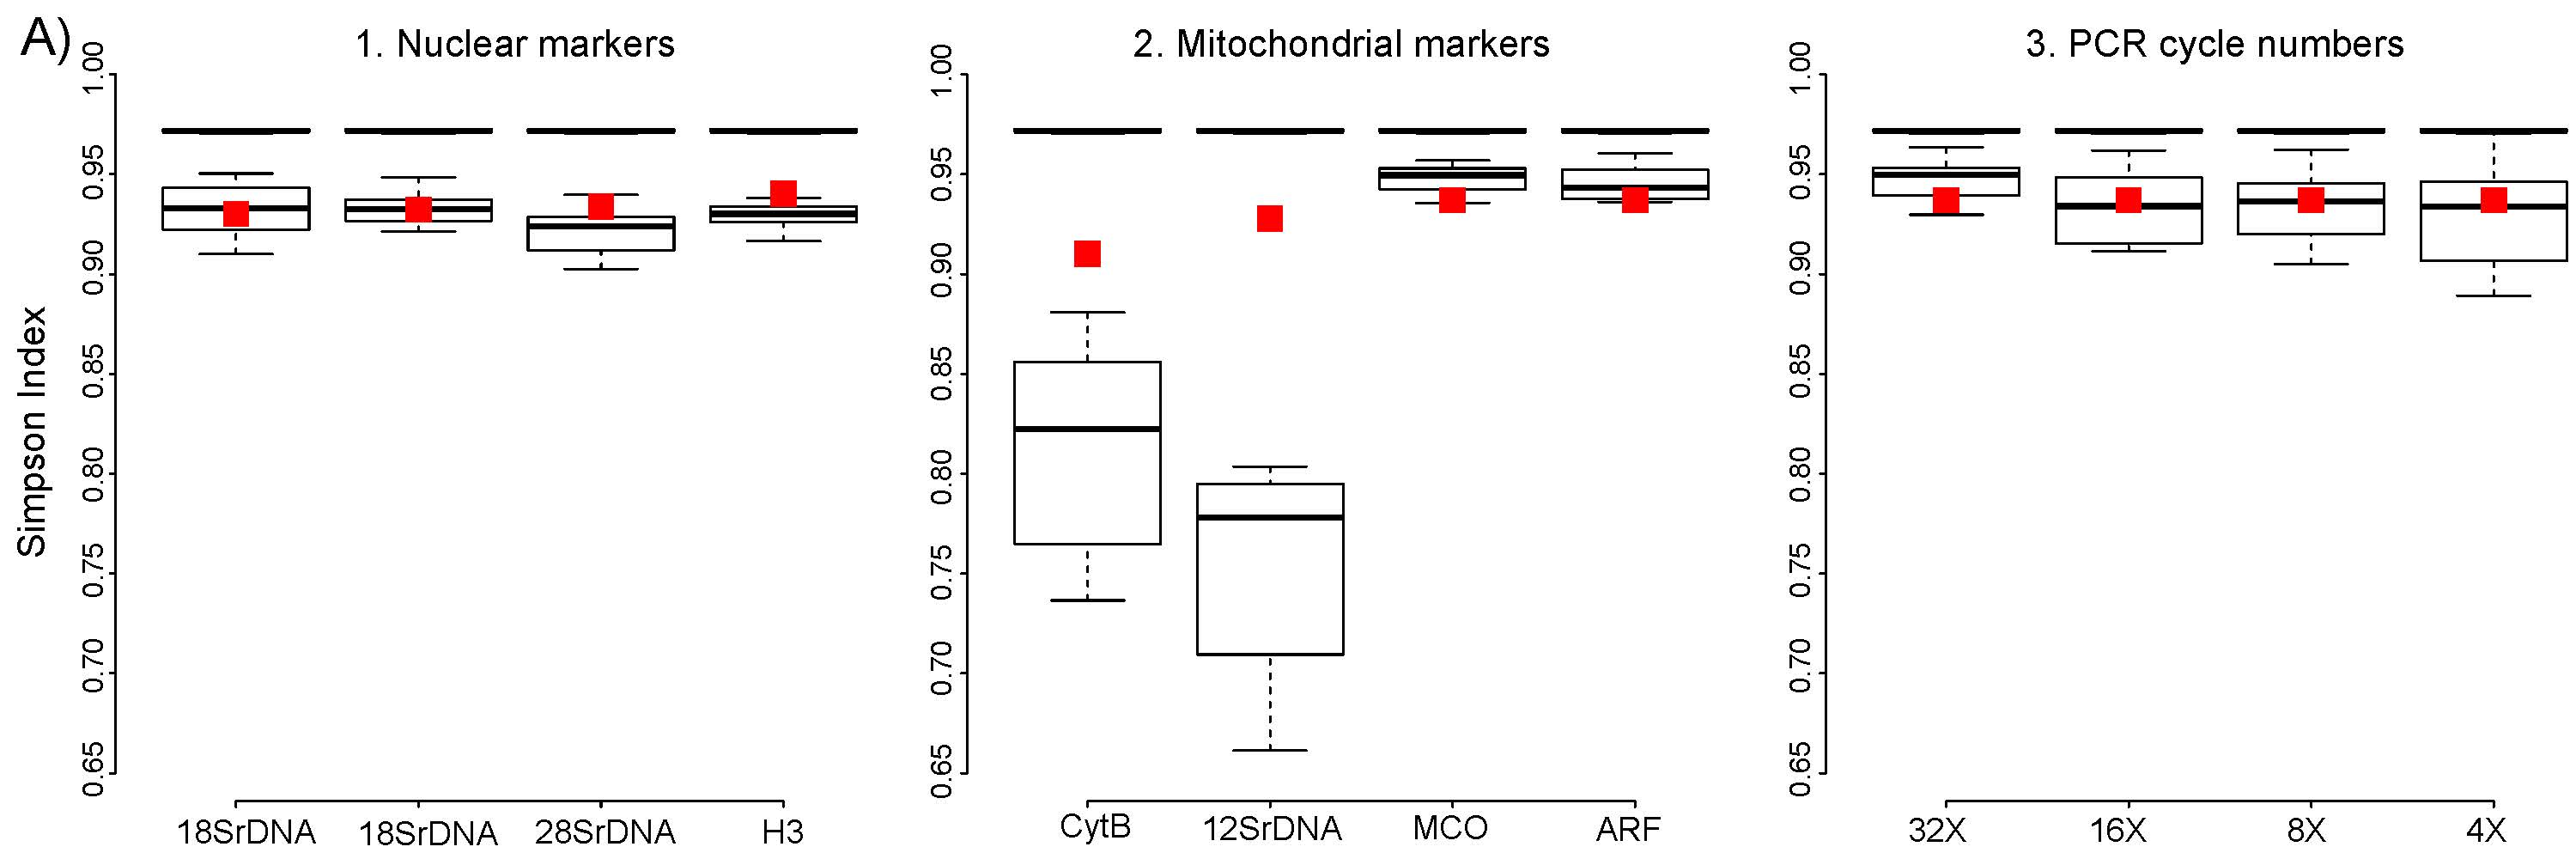 A)
1. Nuclear markers
2. Mitochondrial markers
3. PCR cycle numbers
Simpson Index
1.00
0.95
0.90
0.85
0.80
0.75
0.70
0.65
18SrDNA
18SrDNA
28SrDNA
H3
1.00
0.95
0.90
0.85
0.80
0.75
0.70
0.65
CytB
12SrDNA
MCO
ARF
1.00
0.95
0.90
0.85
0.80
0.75
0.70
0.65
32X
16X
8X
4X